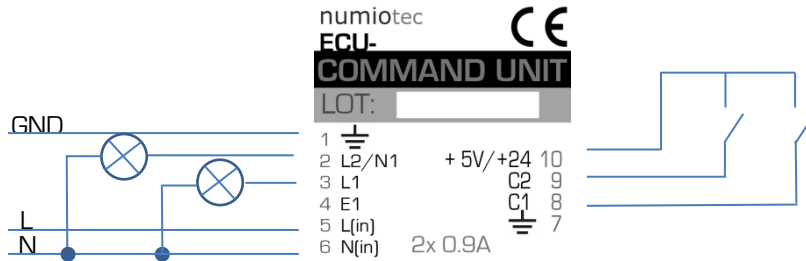 numiotec
ECU-
COMMAND UNIT
LOT:
GND
L
N
1
2 L2/N1
3 L1
4 E1
5 L(in)
6 N(in)
+ 5V/+24 10
C2 9
C1 8
7
2x 0.9A
CE